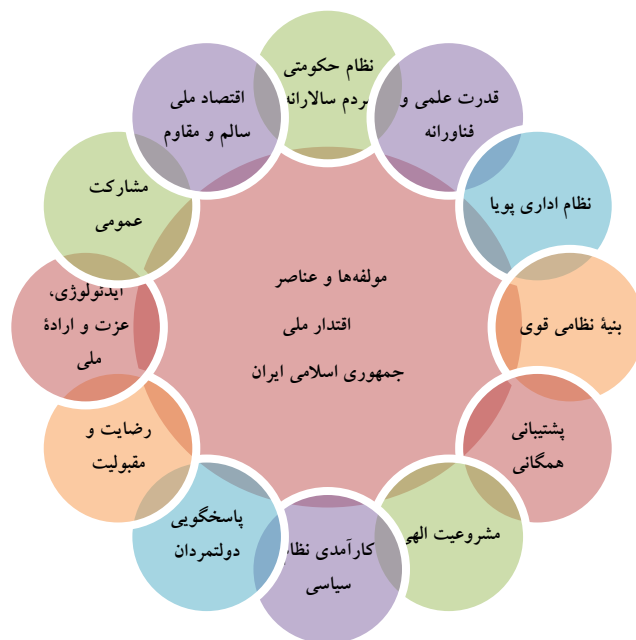 نظام حکومتی
مردم سالارانه
قدرت علمی و
فناورانه
نظام اداری پویا
بنیۀ نظامی قوی
پشتیبانی
همگانی
مشروعیت الهی
کارآمدی نظام
سیاسی
پاسخگویی
دولتمردان
رضایت و
مقبولیت
ایدئولوژی،
عزت و ارادۀ
ملی
مشارکت
عمومی
اقتصاد ملی
سالم و مقاوم
مولفه‌ها و عناصر
اقتدار ملی
جمهوری اسلامی ایران